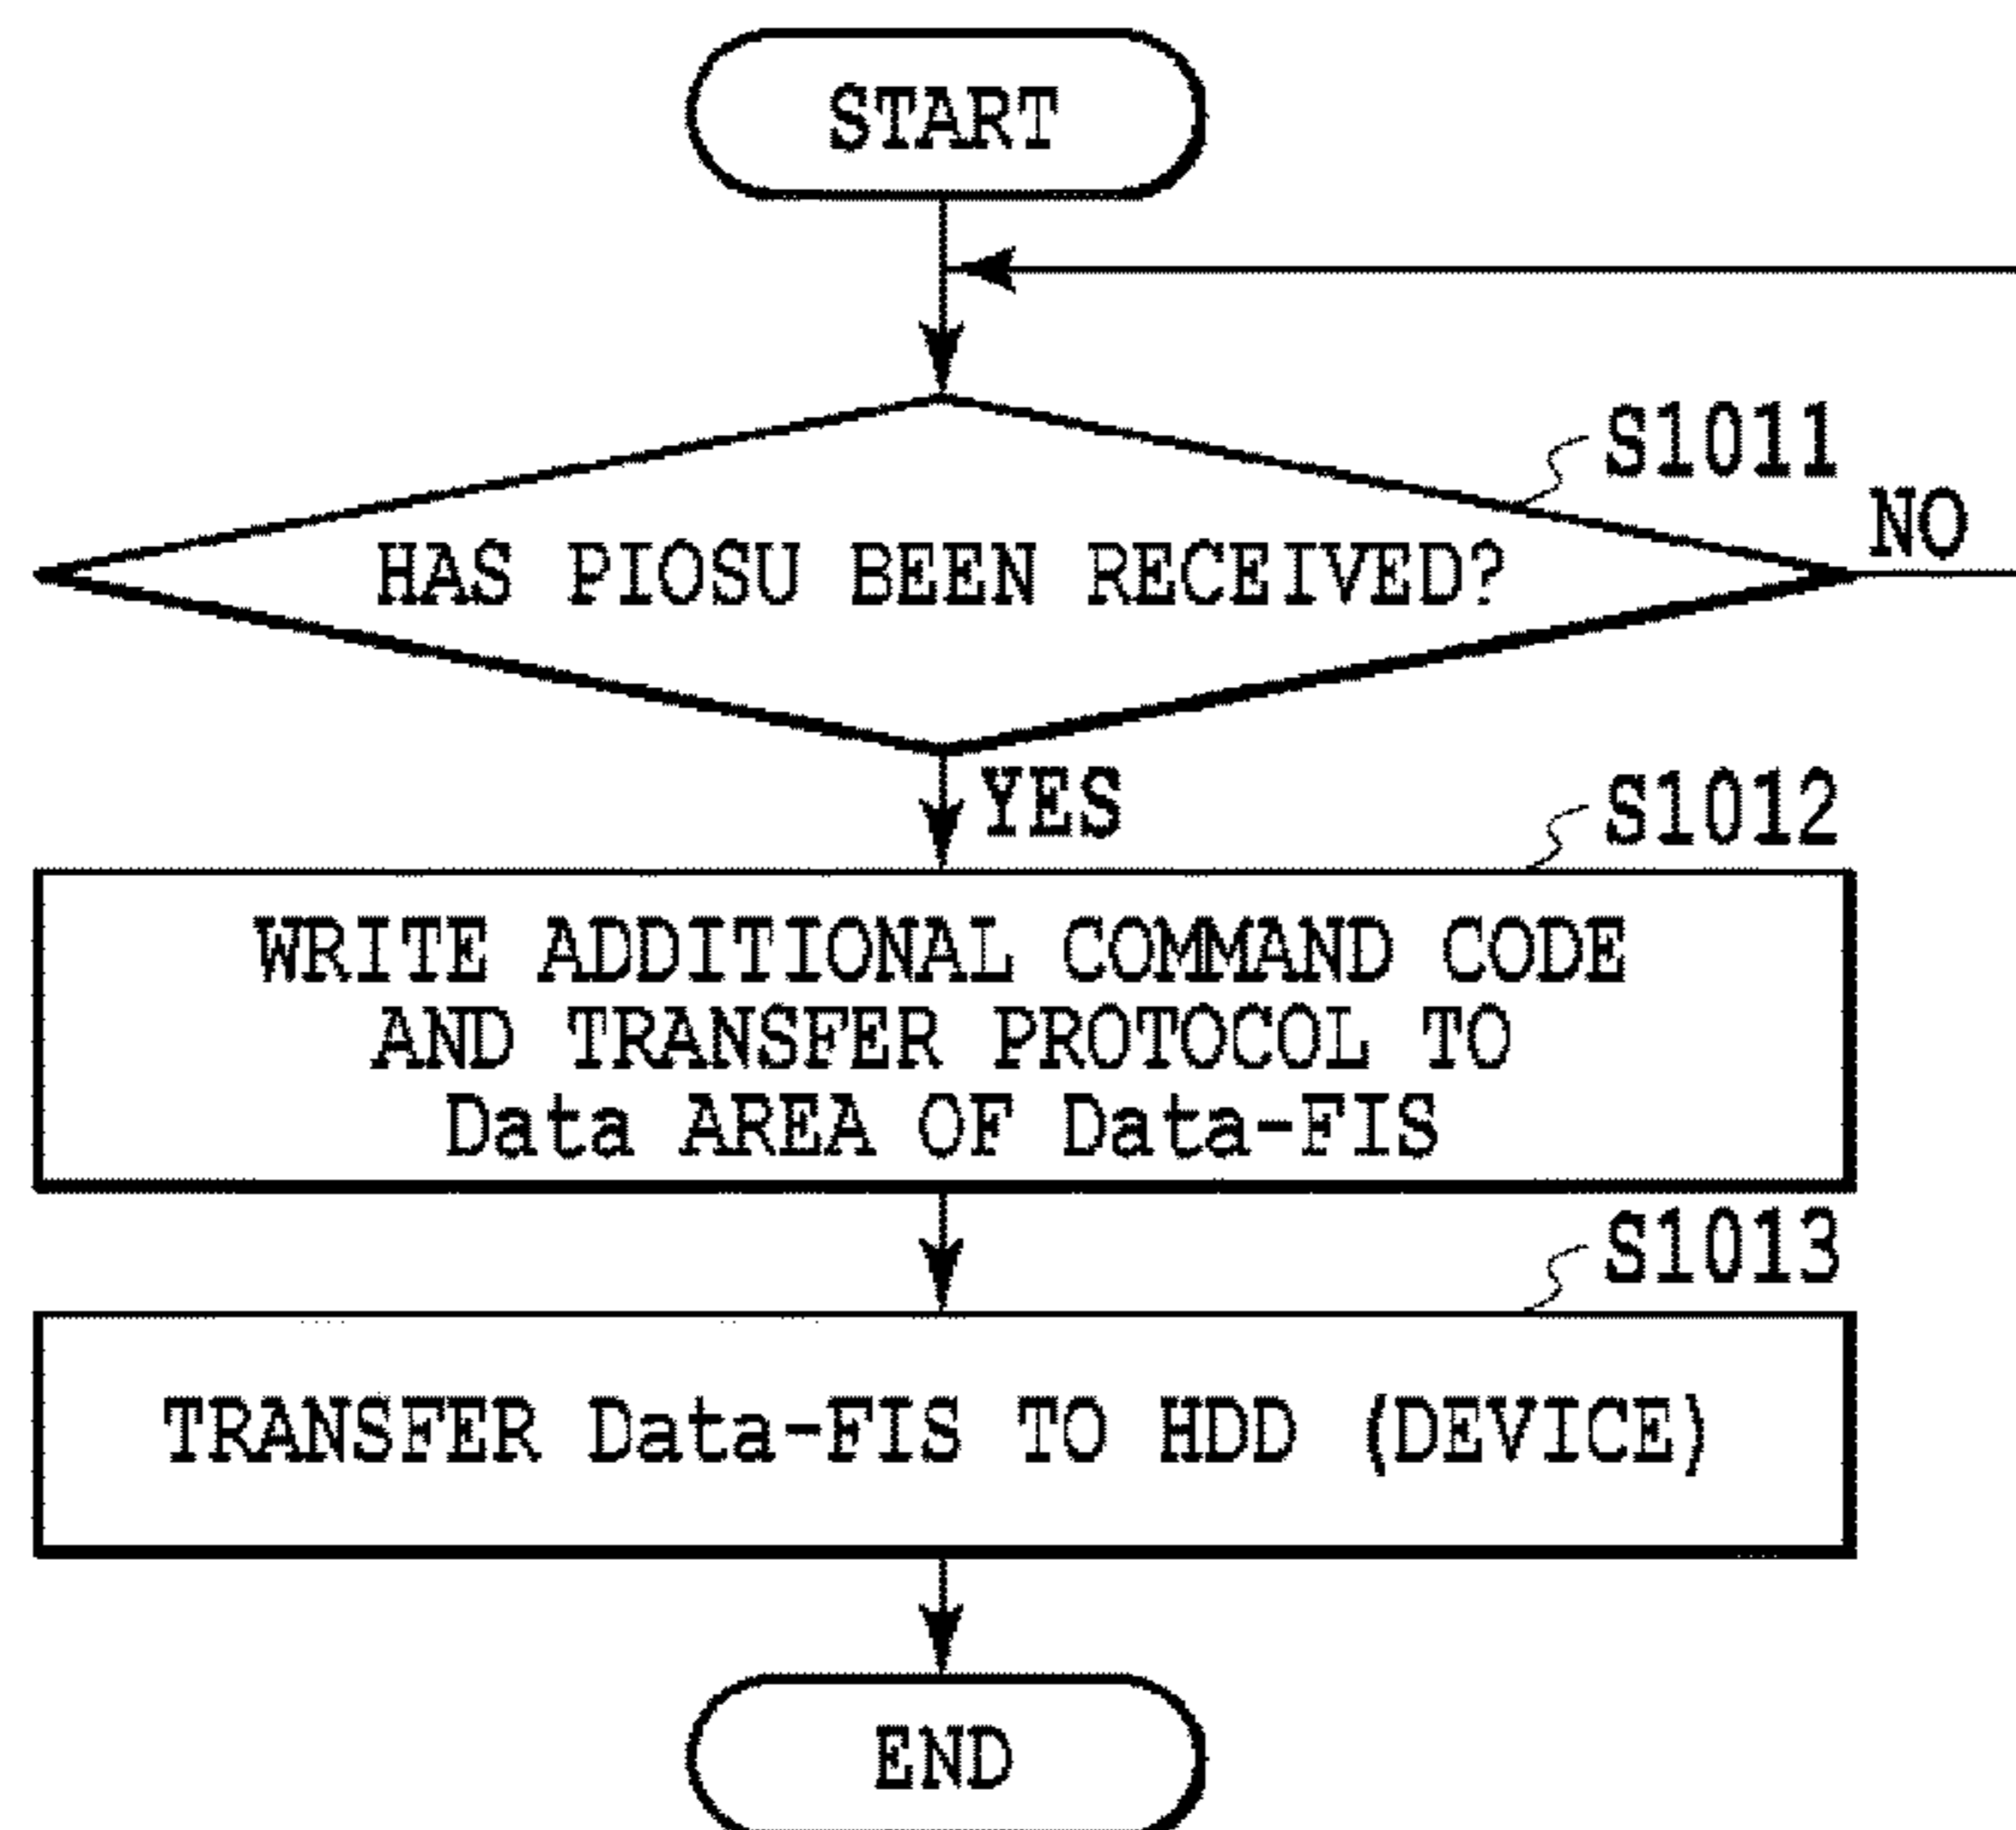 START
S1011
NO
HAS PIOSU BEEN RECEIVED?
YES
S1012
WRITE ADDITIONAL COMMAND CODE
AND TRANSFER PROTOCOL TO
Data AREA OF Data-FIS
S1013
TRANSFER Data-FIS TO HDD (DEVICE)
END